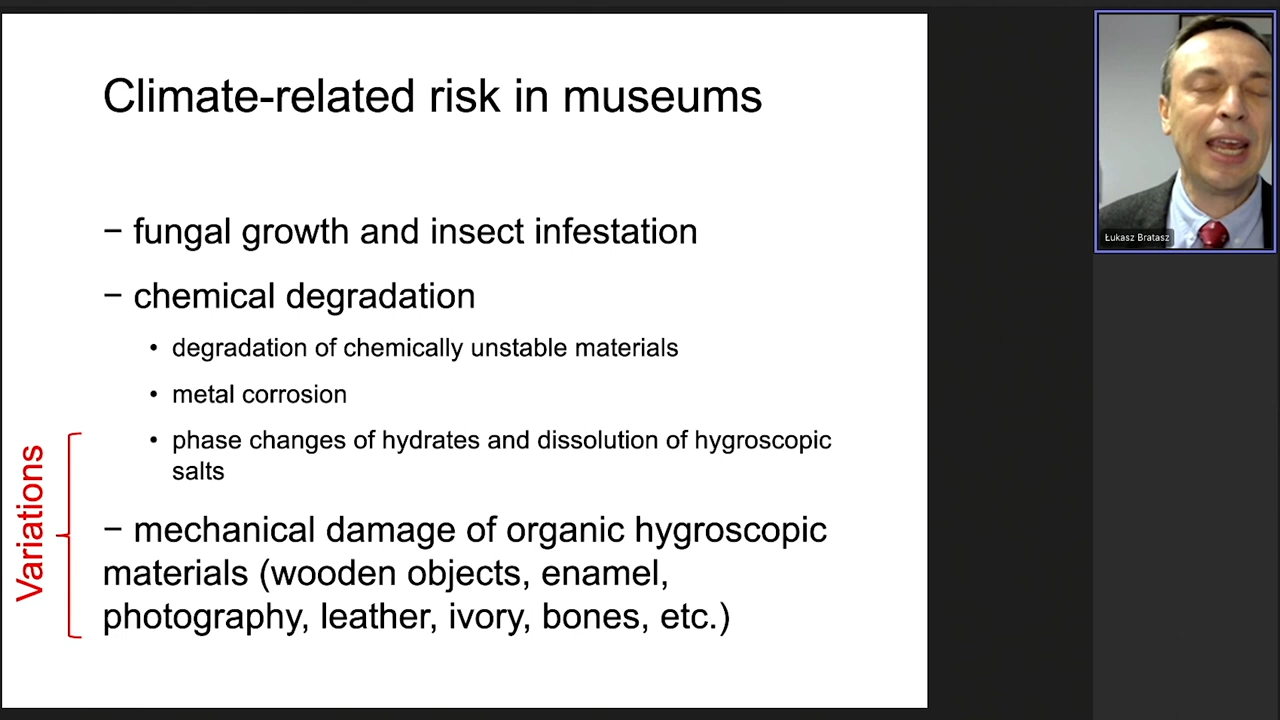 Climate-related risk in museums
− fungal growth and insect infestation
− chemical degradation
• degradation of chemically unstable materials
• metal corrosion
• phase changes of hydrates and dissolution of hygroscopic
salts
− mechanical damage of organic hygroscopic
materials (wooden objects, enamel,
photography, leather, ivory, bones, etc.)
Variations
Łukasz Bratasz